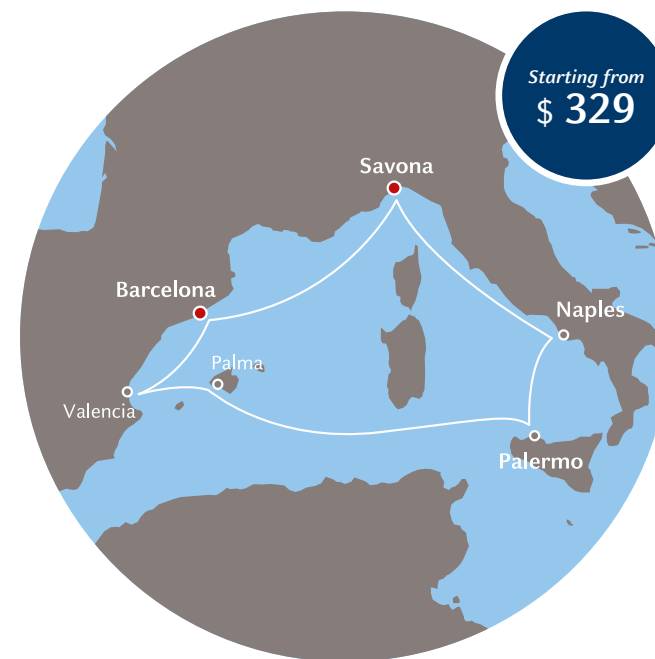 Starting from
$ 329
Savona
Barcelona
Naples
Palma
Valencia
Palermo